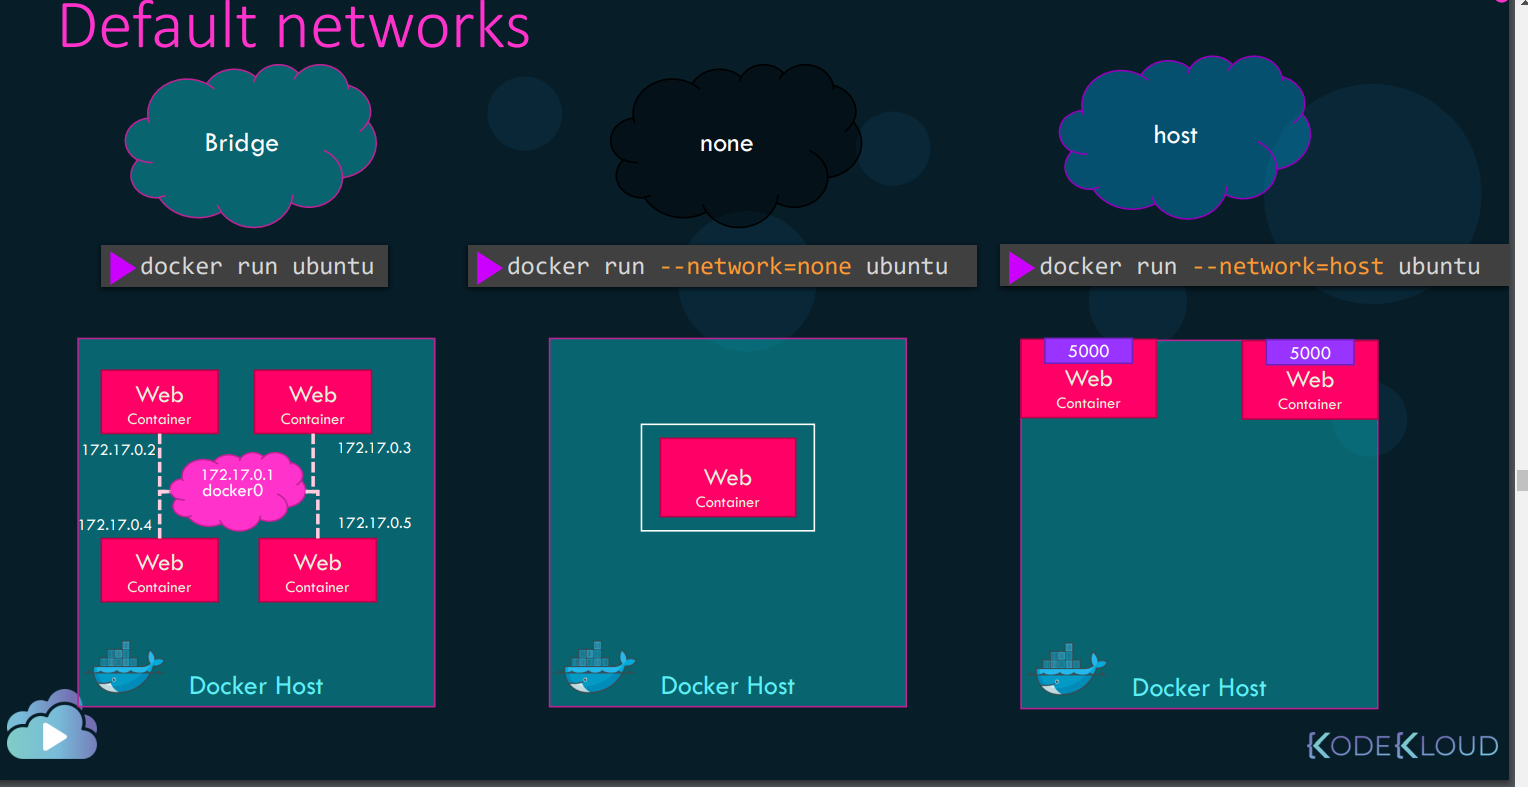 Default networks
Bridge
none
host
docker run ubuntu
docker run --network=none ubuntu
docker run --network=host ubuntu
Web
Container
Web
Container
172.17.0.2
172.17.0.3
172.17.0.1
docker0
172.17.0.4
172.17.0.5
Web
Container
Web
Container
Docker Host
Web
Container
Docker Host
5000
Web
Container
5000
Web
Container
Docker Host
KODEKLOUD